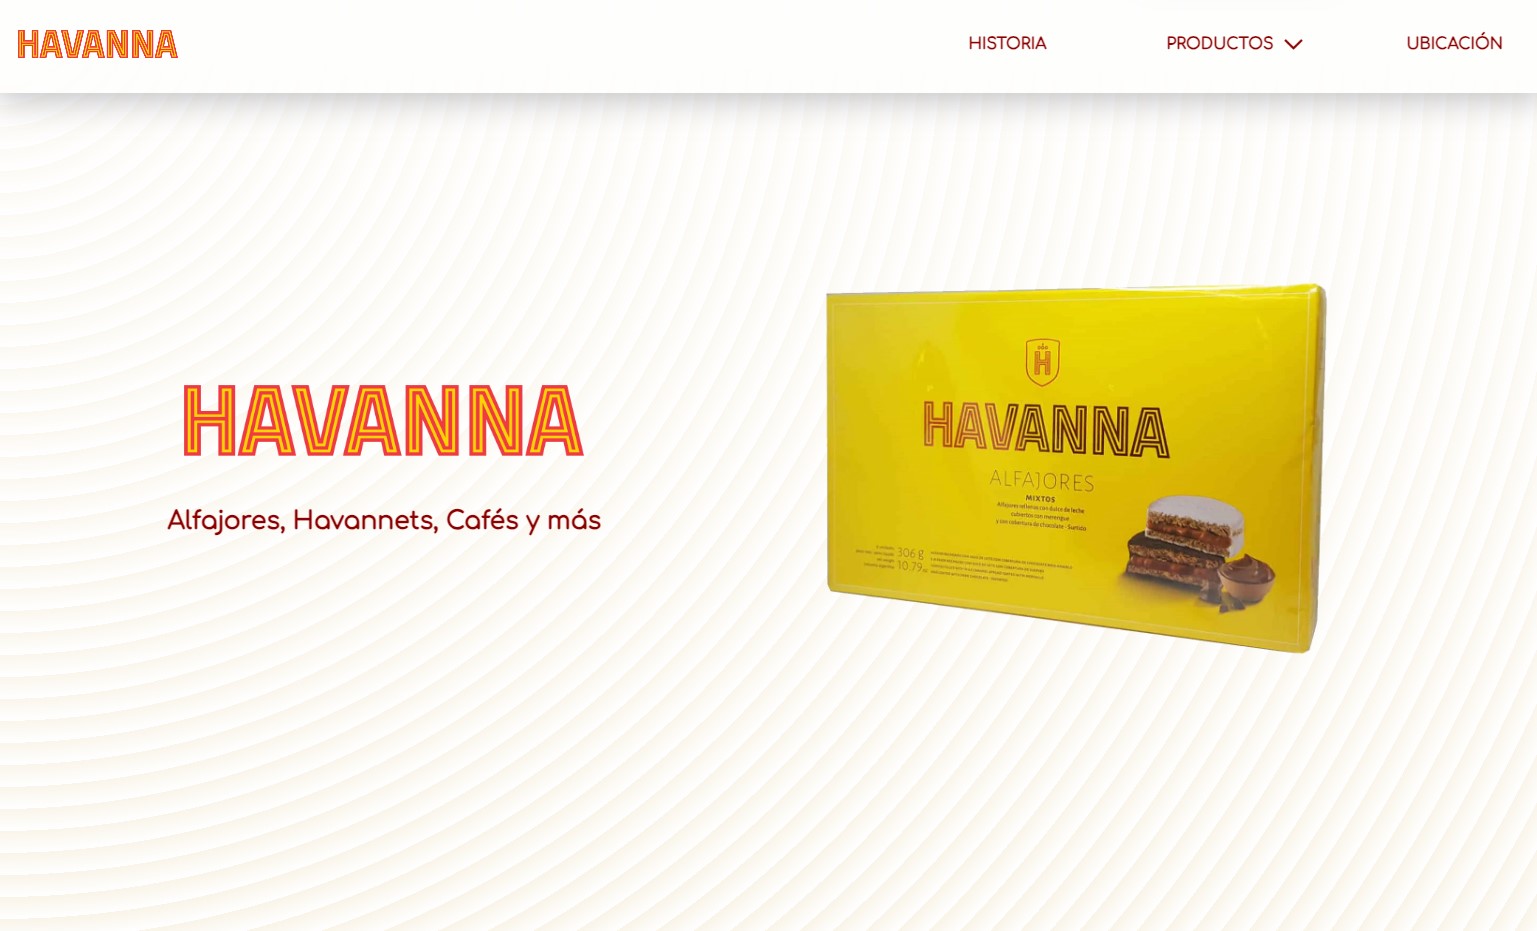 HAVANNA
HISTORIA
PRODUCTOS
UBICACIÓN
HAVANNA
Alfajores, Havannets, Cafés y más
H
HAVANNA
ALFAJORES
MIXTOS
Alfajores rellenos con dulce de leche
cubiertos con merengue
y con cobertura de chocolate - Surtido
306 g
10.79